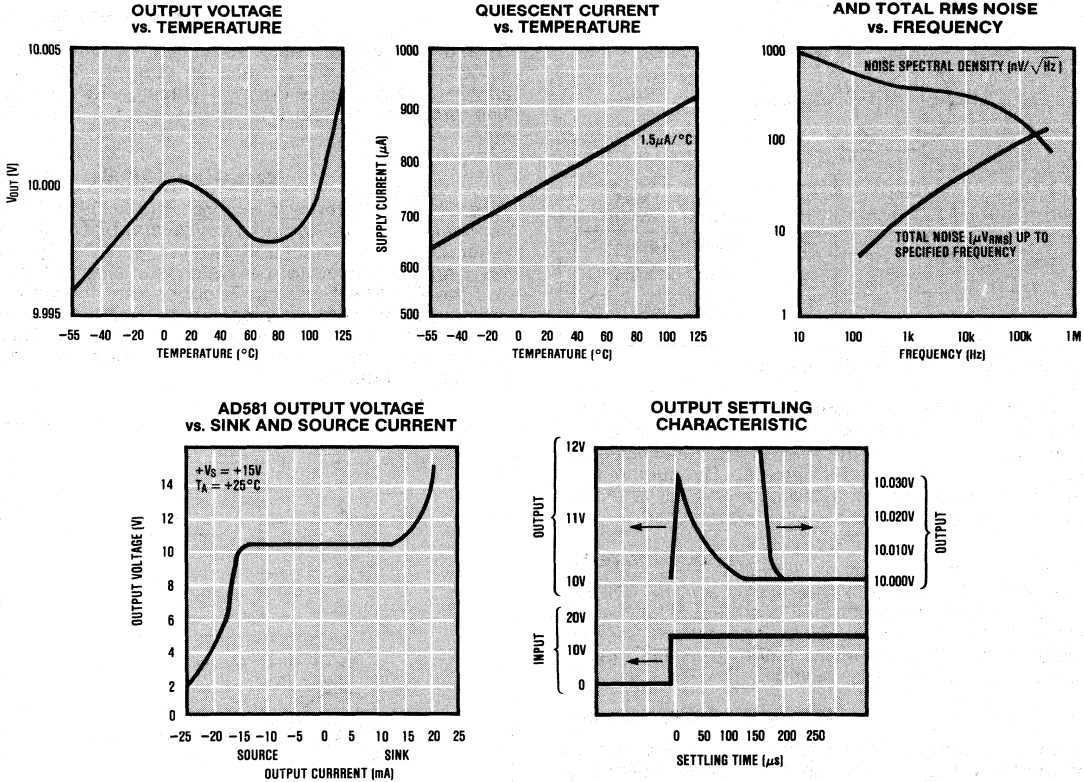 OUTPUT VOLTAGE
vs. TEMPERATURE
10.005
10.000
9.995
VOUT (V)
-55 -40 -20 0 20 40 60 80 100 125
TEMPERATURE (°C)
QUIESCENT CURRENT
vs. TEMPERATURE
1000
900
800
700
600
500
SUPPLY CURRENT (µA)
1.5µA/°C
-55 -40 -20 0 20 40 60 80 100 125
TEMPERATURE (°C)
AND TOTAL RMS NOISE
vs. FREQUENCY
1000
100
10
1
NOISE SPECTRAL DENSITY (nV/√Hz)
TOTAL NOISE (µVRMS) UP TO
SPECIFIED FREQUENCY
10 100 1k 10k 100k 1M
FREQUENCY (Hz)
AD581 OUTPUT VOLTAGE
vs. SINK AND SOURCE CURRENT
+VS = +15V
TA = +25°C
14
12
10
8
6
4
2
0
OUTPUT VOLTAGE (V)
-25 -20 -15 -10 -5 0 5 10 15 20 25
SOURCE SINK
OUTPUT CURRRENT (mA)
OUTPUT SETTLING
CHARACTERISTIC
12V
11V
10V
OUTPUT
20V
10V
0
INPUT
10.030V
10.020V
10.010V
10.000V
OUTPUT
0 50 100 150 200 250
SETTLING TIME (µs)